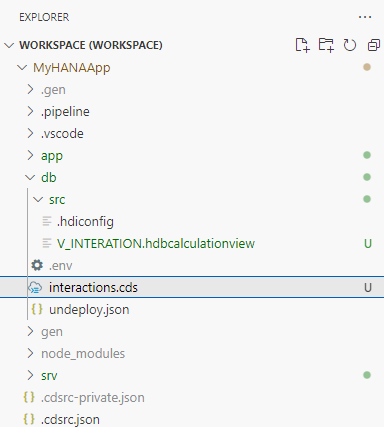 EXPLORER
WORKSPACE (WORKSPACE)
MyHANAApp
.gen
.pipeline
.vscode
app
db
src
.hdiconfig
V_INTERATION.hdbcalculationview U
.env
interactions.cds U
undeploy.json
gen
node_modules
srv
.cdsrc-private.json
.cdsrc.json